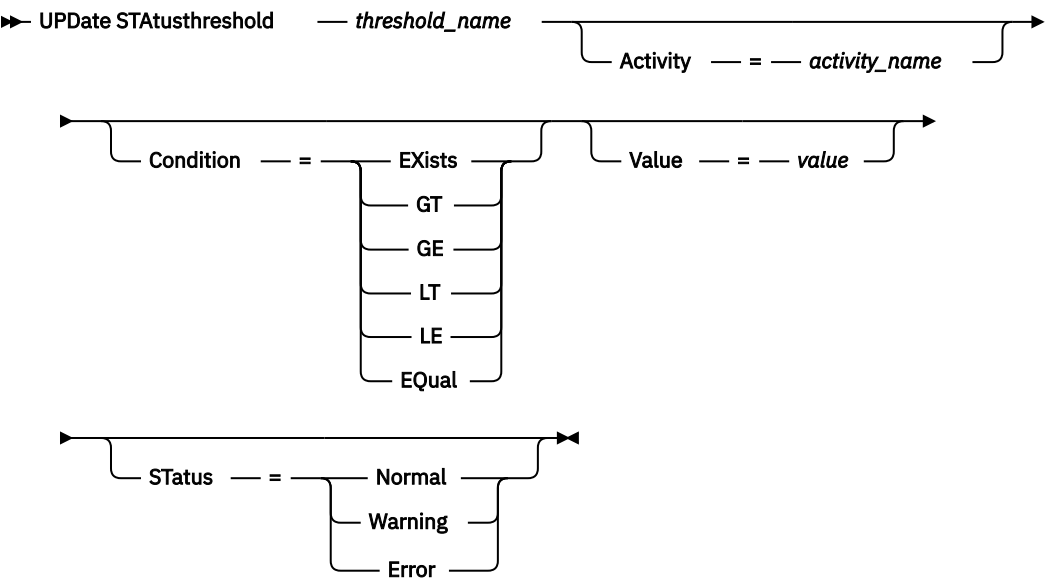 UPDate STAtusthreshold threshold_name
Activity = activity_name
Condition = EXists Value = value
GT
GE
LT
LE
EQual
STatus = Normal
Warning
Error